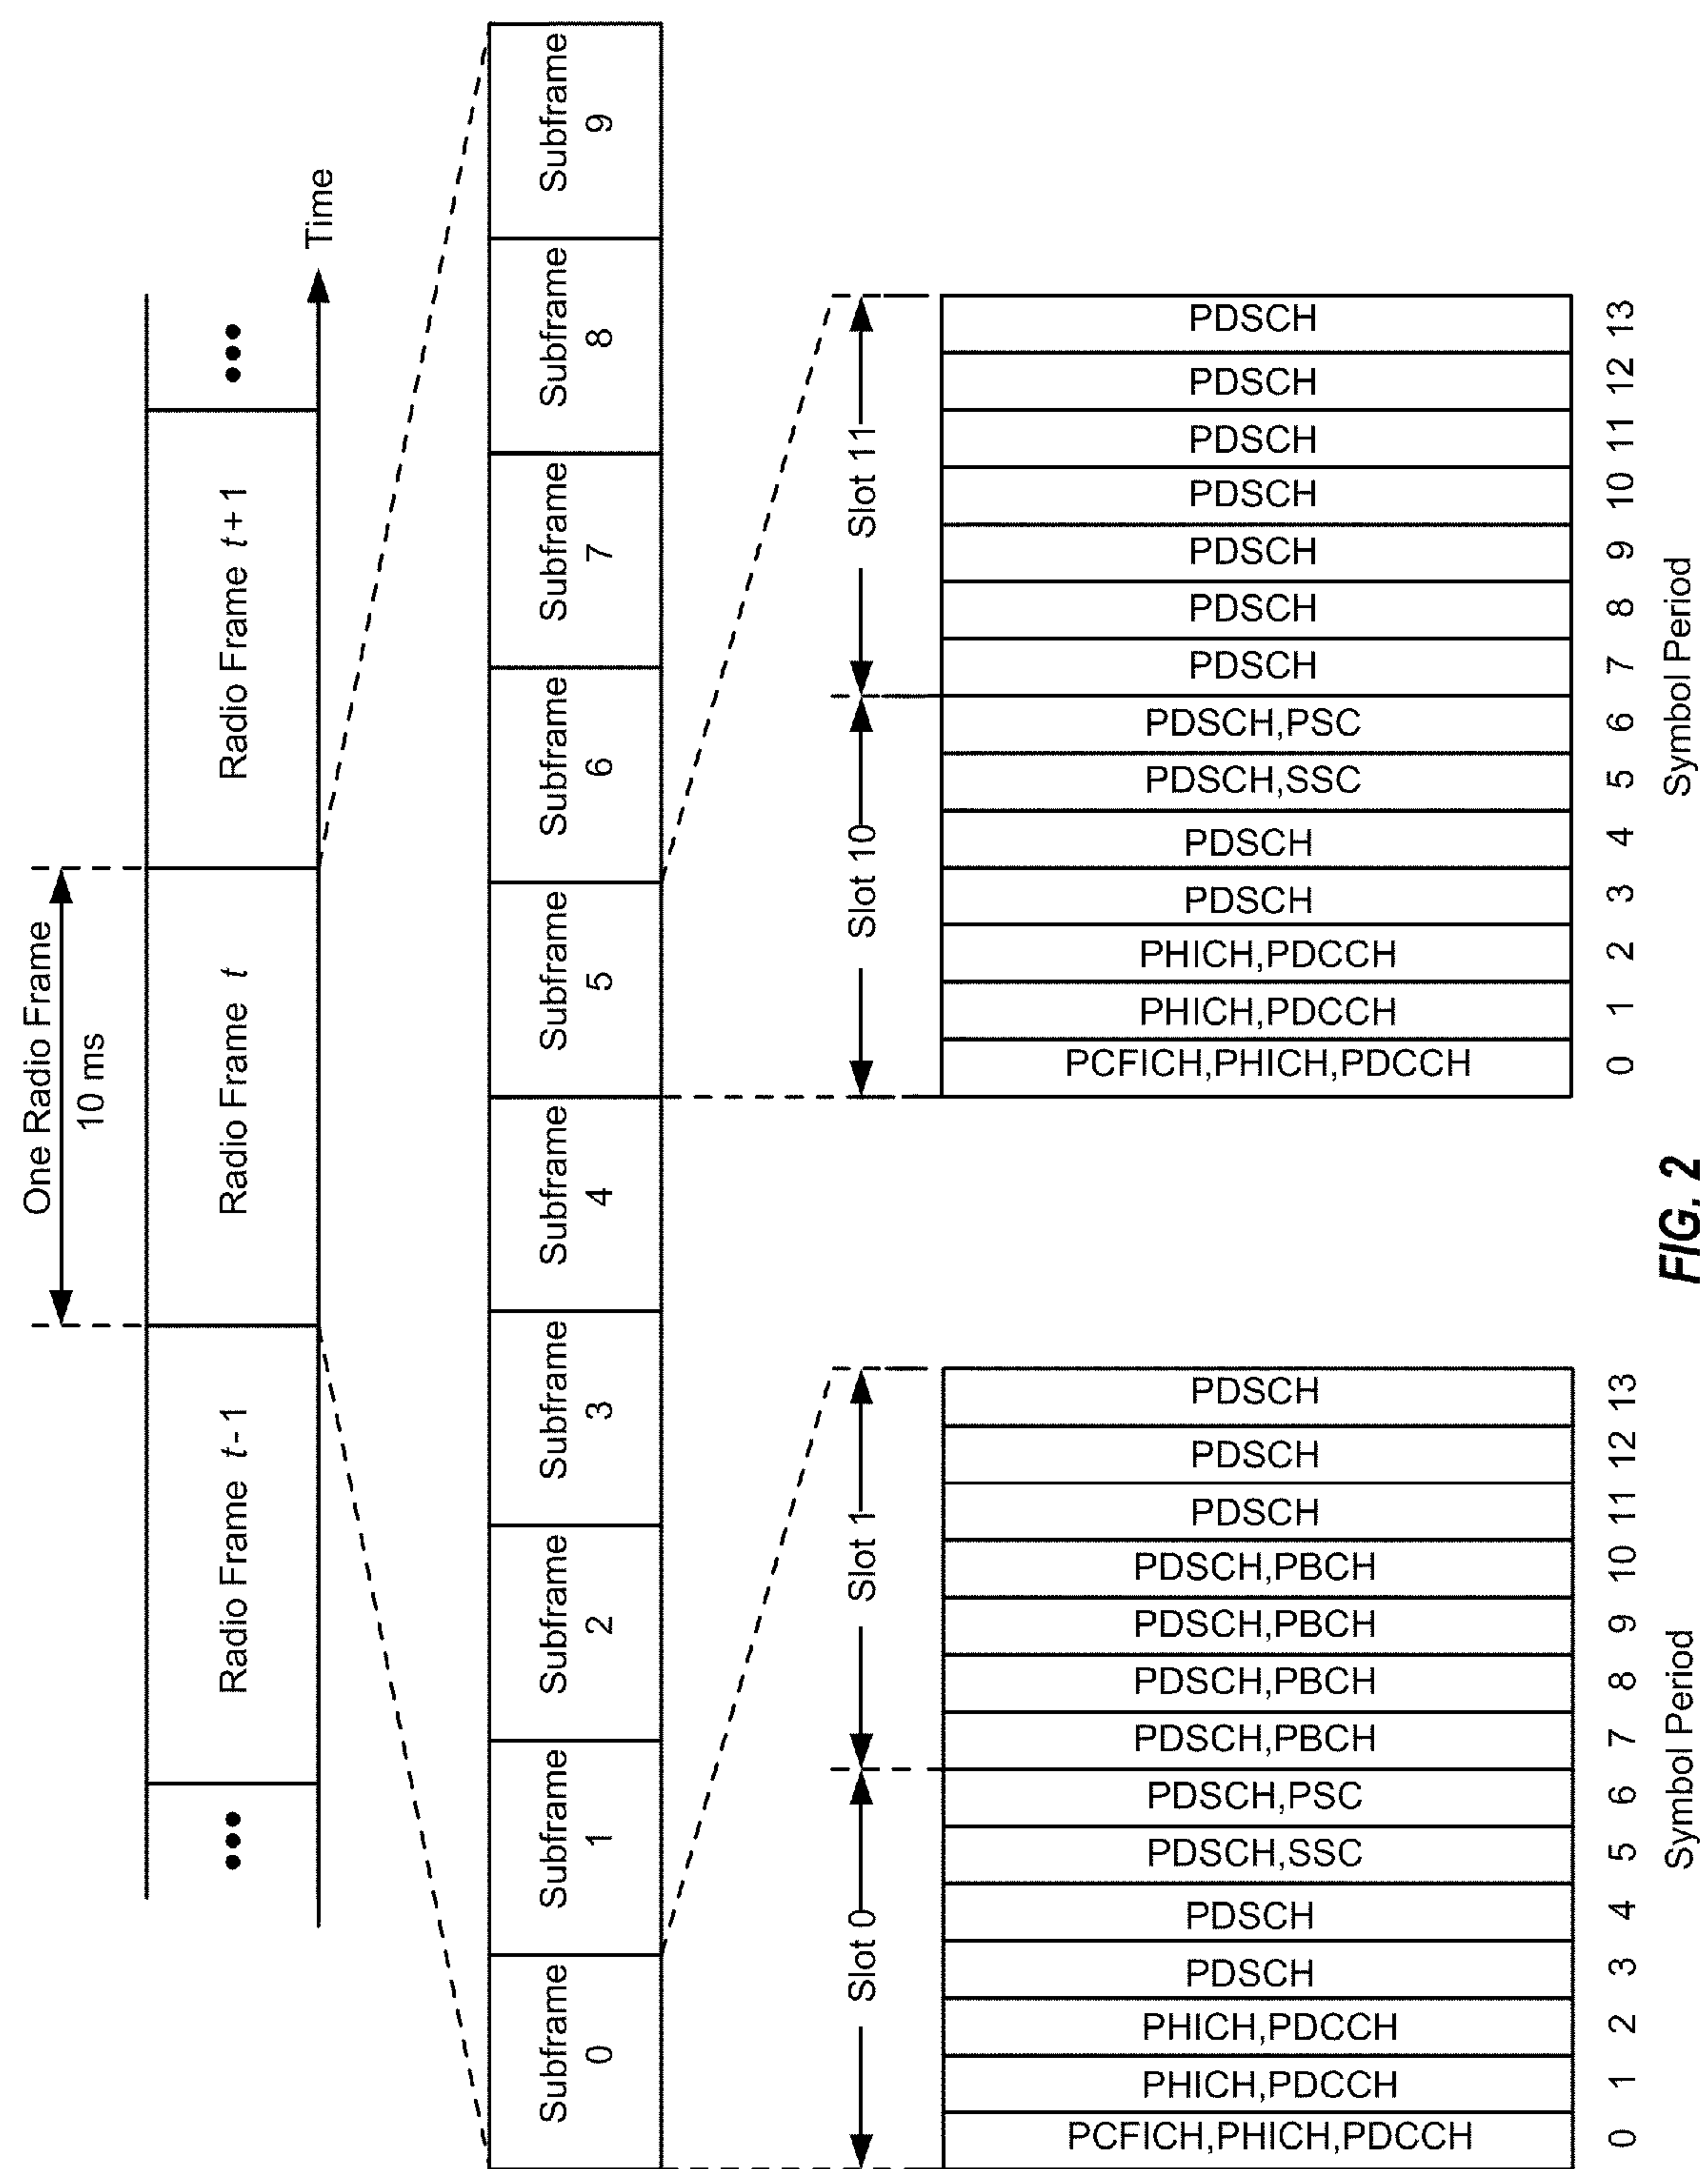 One Radio Frame
10 ms
•••
Radio Frame t-1
Radio Frame t
Radio Frame t+1
•••
Time
Subframe
0
Subframe
1
Subframe
2
Subframe
3
Subframe
4
Subframe
5
Subframe
6
Subframe
7
Subframe
8
Subframe
9
Slot 0
Slot 1
PCFICH,PHICH,PDCCH
PHICH,PDCCH
PHICH,PDCCH
PDSCH
PDSCH
PDSCH,SSC
PDSCH,PSC
PDSCH,PBCH
PDSCH,PBCH
PDSCH,PBCH
PDSCH,PBCH
PDSCH
PDSCH
PDSCH
0 1 2 3 4 5 6 7 8 9 10 11 12 13
Symbol Period
Slot 10
Slot 11
PCFICH,PHICH,PDCCH
PHICH,PDCCH
PHICH,PDCCH
PDSCH
PDSCH
PDSCH,SSC
PDSCH,PSC
PDSCH
PDSCH
PDSCH
PDSCH
PDSCH
PDSCH
PDSCH
0 1 2 3 4 5 6 7 8 9 10 11 12 13
Symbol Period
FIG. 2